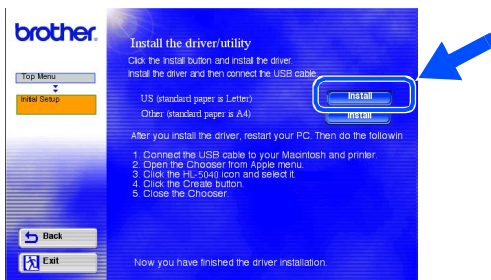 brother.
Install the driver/utility
Click the Install button and install the driver.
Install the driver and then connect the USB cable
Top Menu
Initial Setup
US (standard paper is Letter) Install
Other (standard paper is A4) Install
After you install the driver, restart your PC. Then do the followin
1. Connect the USB cable to your Macintosh and printer.
2. Open the Chooser from Apple menu.
3. Click the HL-5040 icon and select it.
4. Click the Create button.
5. Close the Chooser.
Back
Exit
Now you have finished the driver installation.